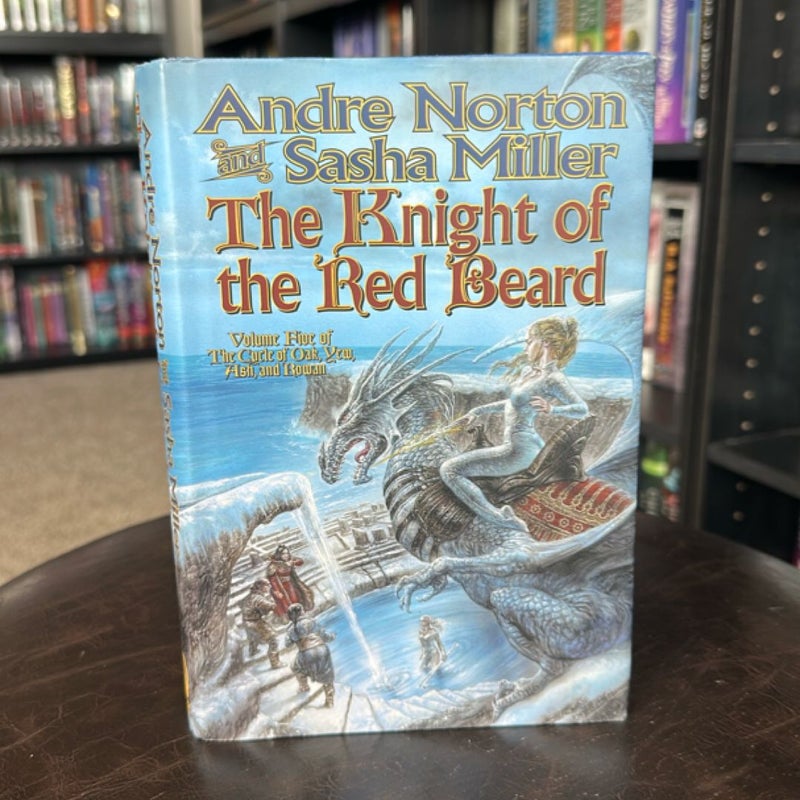 Andre Norton
and Sasha Miller
The Knight of
the Red Beard
Volume Five of
The Cycle of Oak, Yew,
Ash, and Rowan
Andre Norton and Sasha Miller